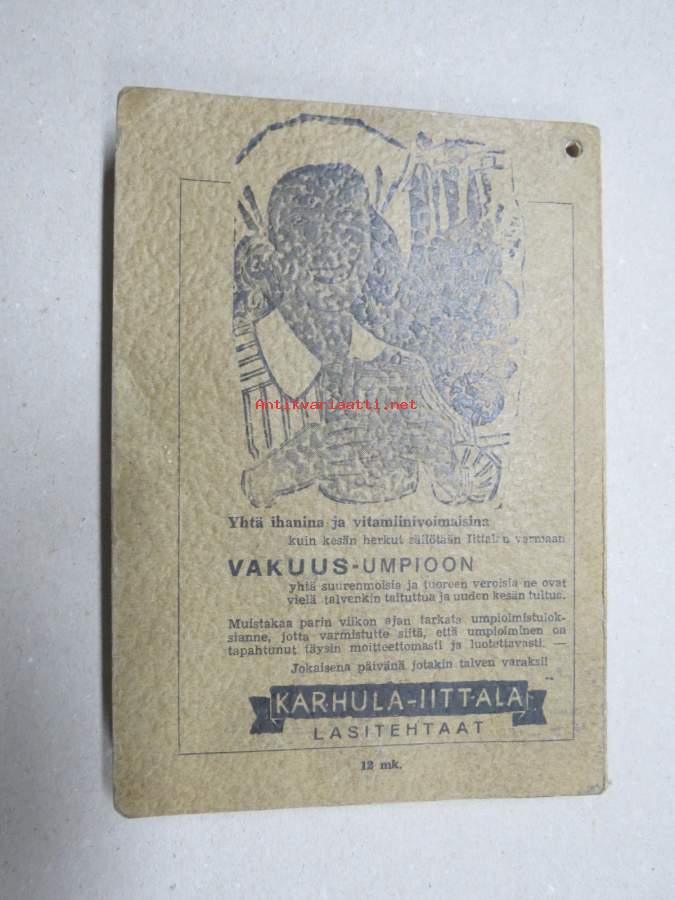 Antikvariaatti.net
Yhtä ihanina ja vitamiinivoimaisina
kuin kesän herkut säilötään Iittalan varmaan
VAKUUS-UMPIOON
yhtä suurenmoisia ja tuoreen veroisia ne ovat
vielä talvenkin taituttua ja uuden kesän tultua.
Muistakaa parin viikon ajan tarkata umpioimistulok-
sianne, jotta varmistutte siitä, että umpioiminen on
tapahtunut täysin moitteettomasti ja luotettavasti. —
Jokaisena päivänä jotakin talven varaksi!
KARHULA-IITTALA
LASITEHTAAT
12 mk.